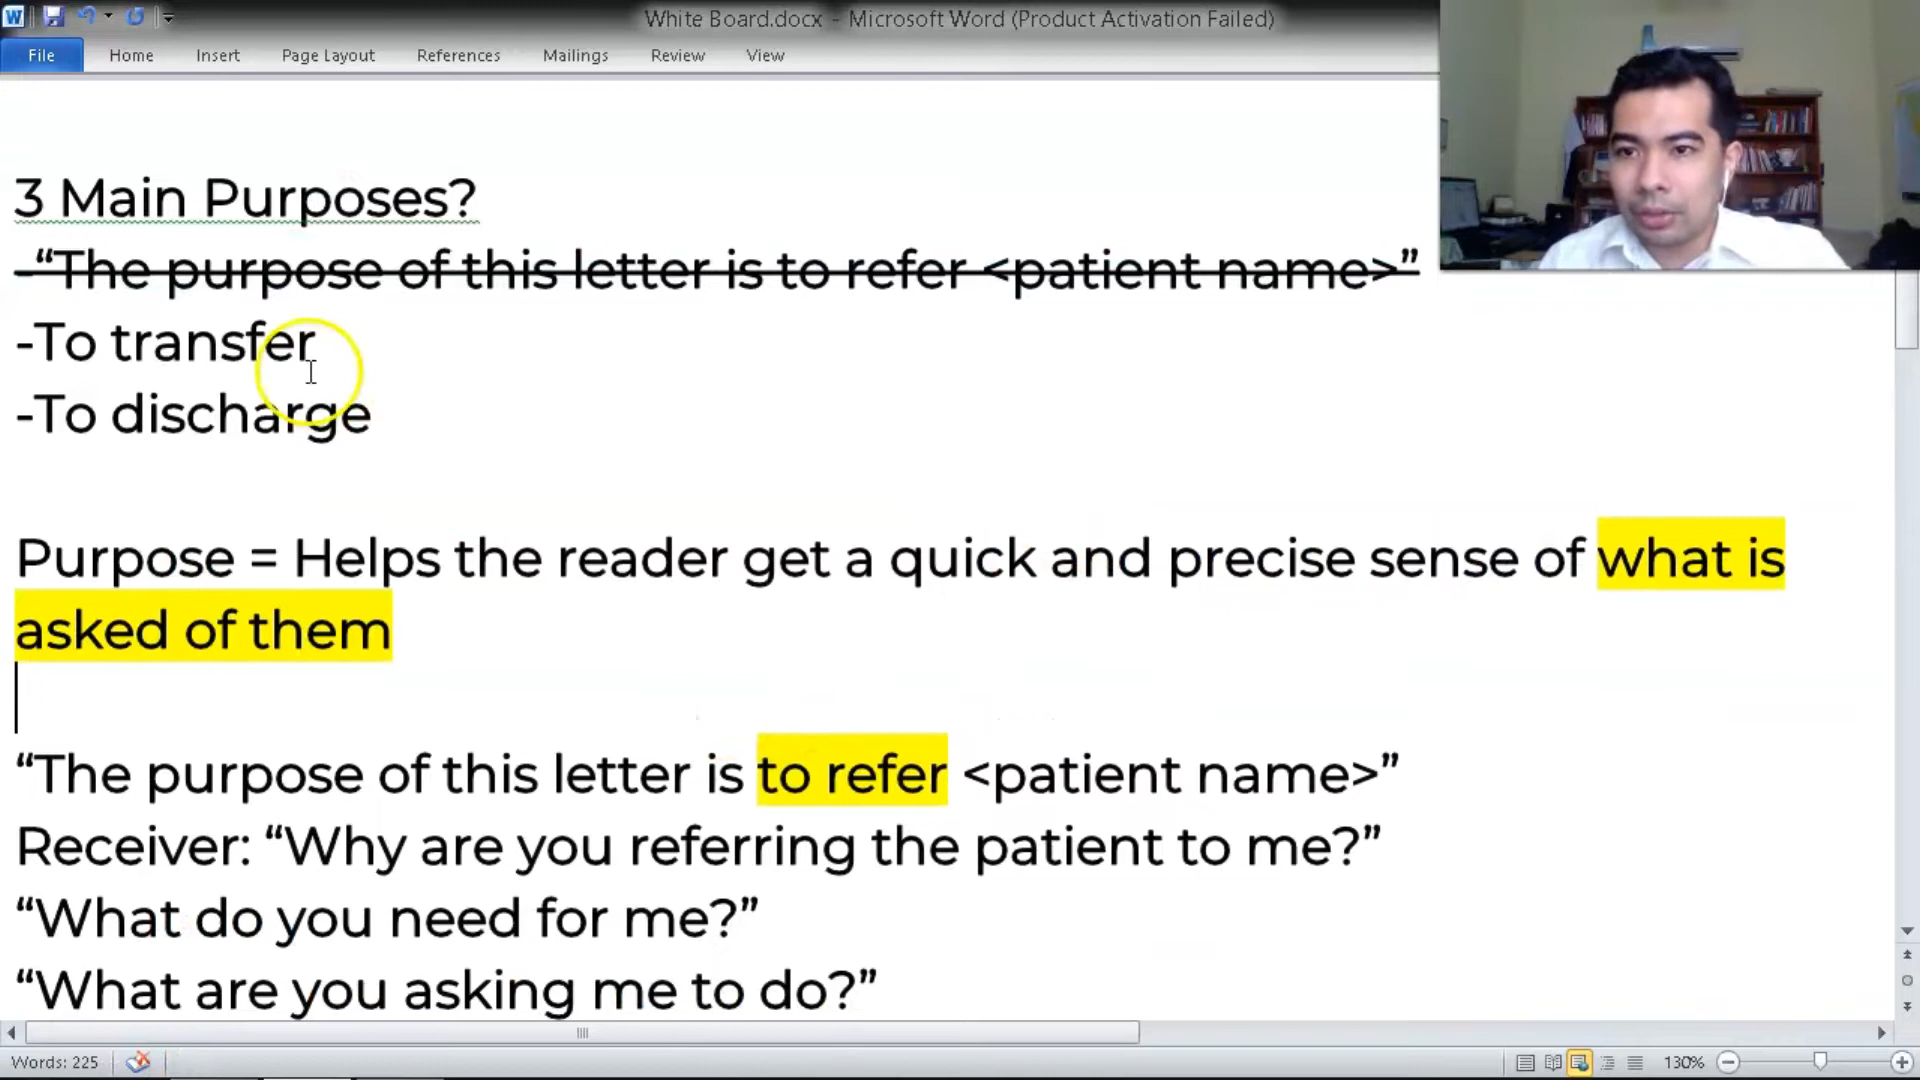 White Board.docx - Microsoft Word (Product Activation Failed)
File Home Insert Page Layout References Mailings Review View
3 Main Purposes?
-“The purpose of this letter is to refer <patient name>”
-To transfer
-To discharge
Purpose = Helps the reader get a quick and precise sense of what is
asked of them
“The purpose of this letter is to refer <patient name>”
Receiver: “Why are you referring the patient to me?”
“What do you need for me?”
“What are you asking me to do?”
Words: 225
130%